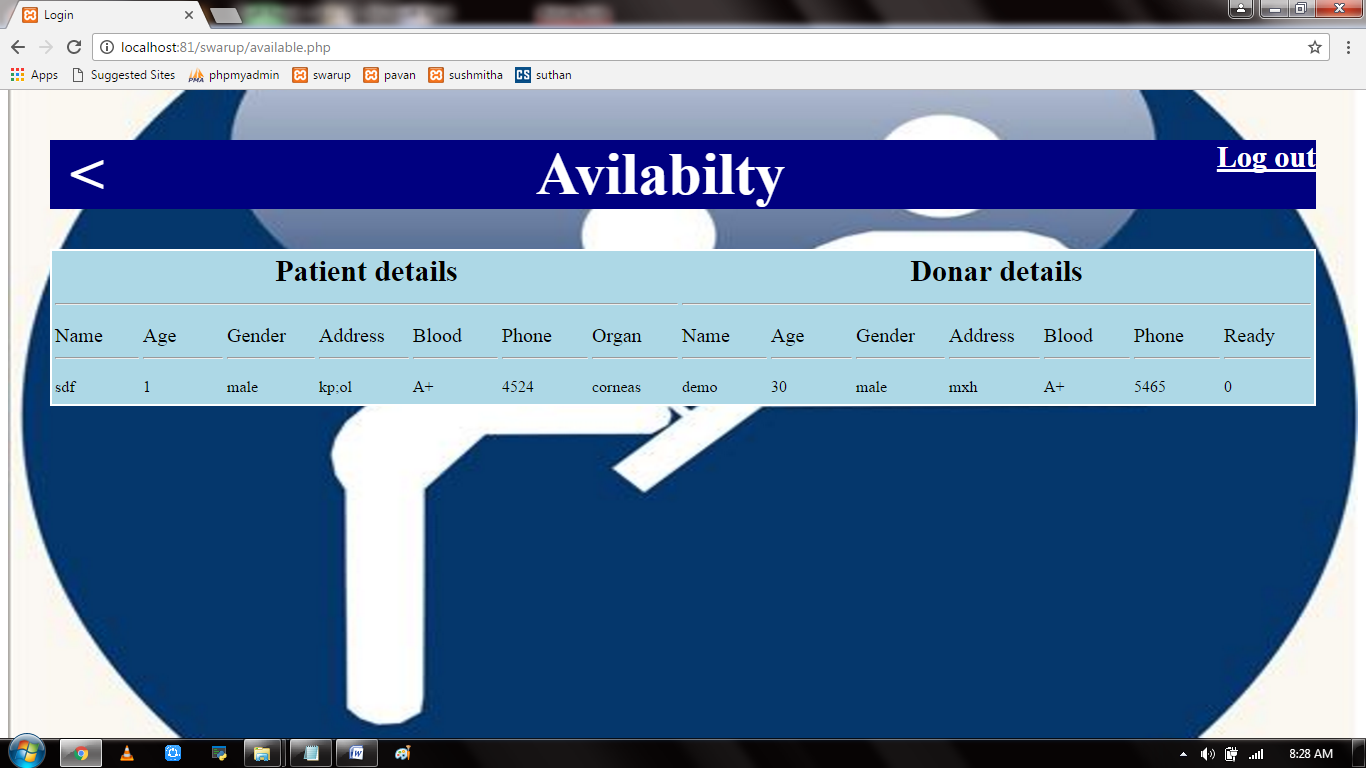 Login
localhost:81/swarup/available.php
Apps Suggested Sites phpmyadmin swarup pavan sushmitha CS suthan
< Avilabilty Log out
Patient details Donar details
Name Age Gender Address Blood Phone Organ Name Age Gender Address Blood Phone Ready
sdf 1 male kp;ol A+ 4524 corneas demo 30 male mxh A+ 5465 0
8:28 AM